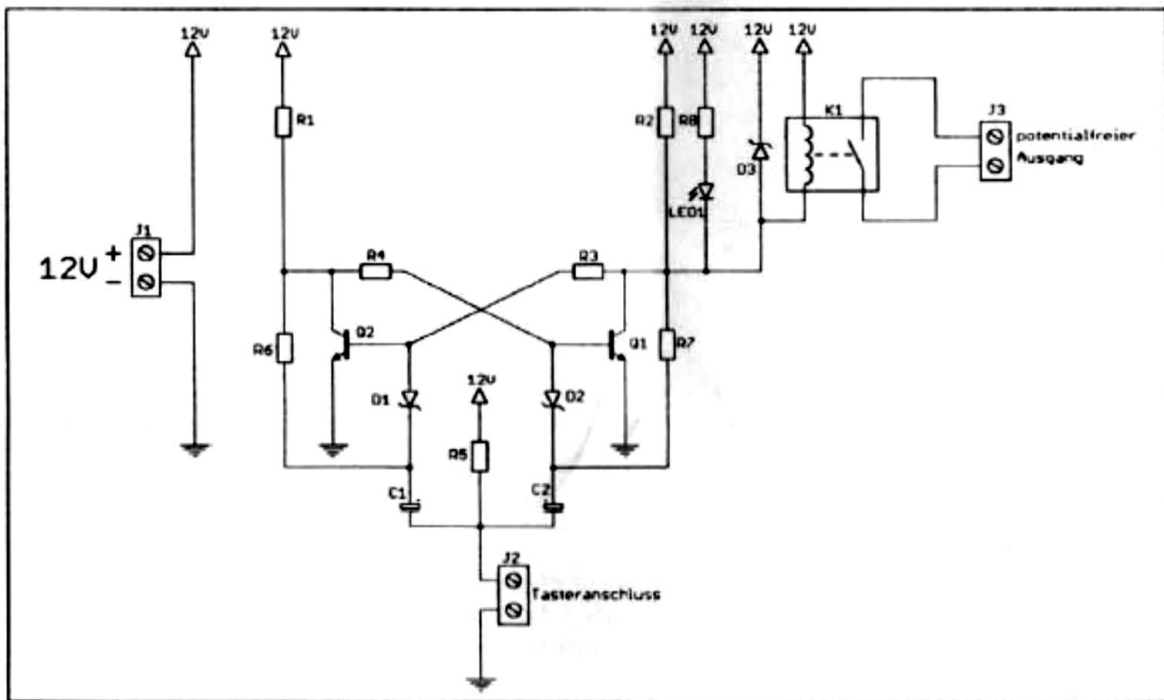 12V
12V
12V
12V
12V
12V
R1
R2
R8
K1
J3
potentialfreier
Ausgang
D3
LED1
J1
+
12V
-
R4
R3
R6
Q2
Q1
R7
12V
D1
D2
R5
C1
C2
J2
Tasteranschluss